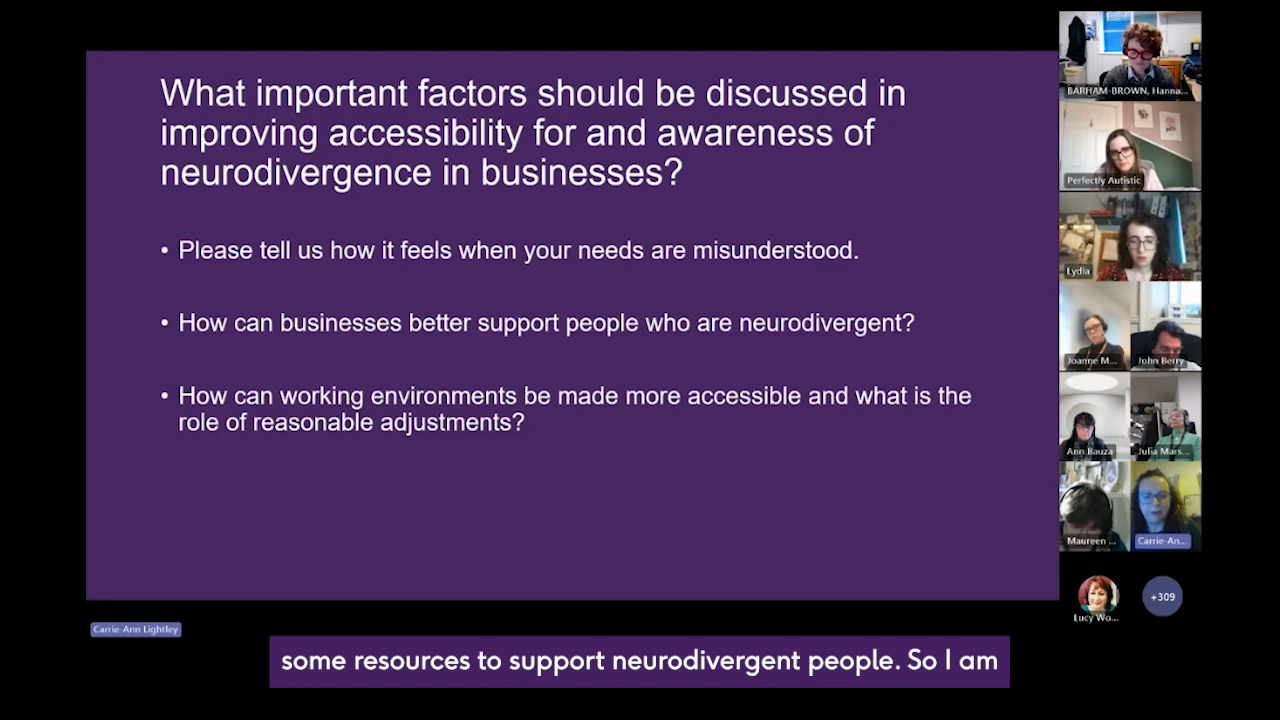 What important factors should be discussed in
improving accessibility for and awareness of
neurodivergence in businesses?
• Please tell us how it feels when your needs are misunderstood.
• How can businesses better support people who are neurodivergent?
• How can working environments be made more accessible and what is the
role of reasonable adjustments?
BARHAM-BROWN, Hanna...
Perfectly Autistic
Lydia
Joanne M...
John Berry
Ann Bauza
Julia Mars...
Maureen ...
Carrie-An...
Lucy Wo...
+309
Carrie-Ann Lightley
some resources to support neurodivergent people. So I am